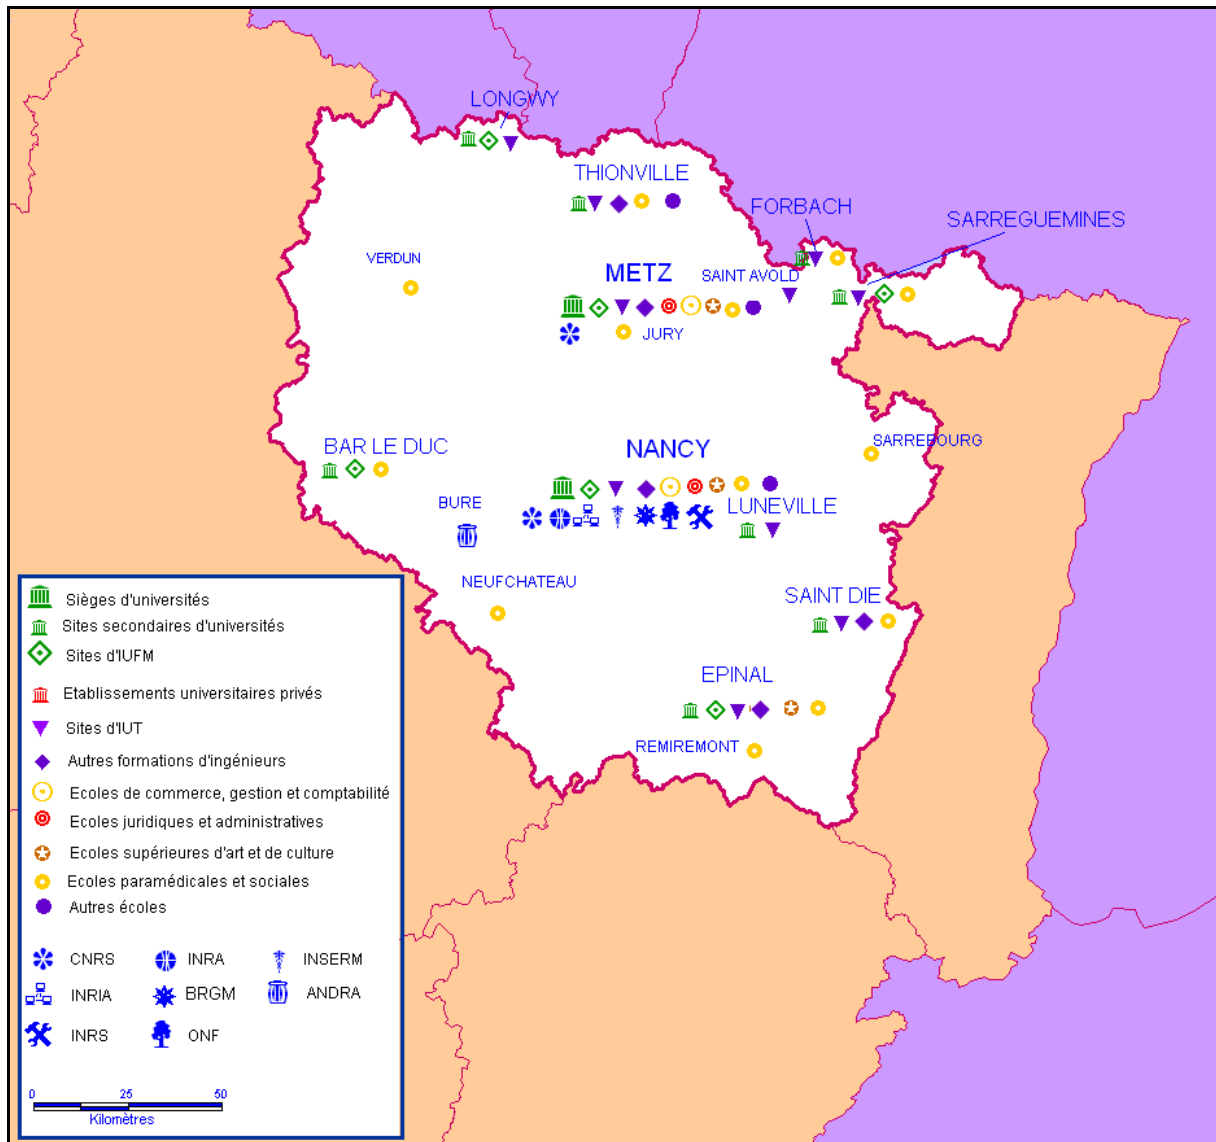 LONGWY
THIONVILLE
FORBACH
SARREGUEMINES
VERDUN
METZ
SAINT AVOLD
JURY
BAR LE DUC
NANCY
SARREBOURG
BURE
LUNEVILLE
NEUFCHATEAU
SAINT DIE
EPINAL
REMIREMONT
Sièges d'universités
Sites secondaires d'universités
Sites d'IUFM
Etablissements universitaires privés
Sites d'IUT
Autres formations d'ingénieurs
Ecoles de commerce, gestion et comptabilité
Ecoles juridiques et administratives
Ecoles supérieures d'art et de culture
Ecoles paramédicales et sociales
Autres écoles
CNRS INRA INSERM
INRIA BRGM ANDRA
INRS ONF
0 25 50
Kilomètres